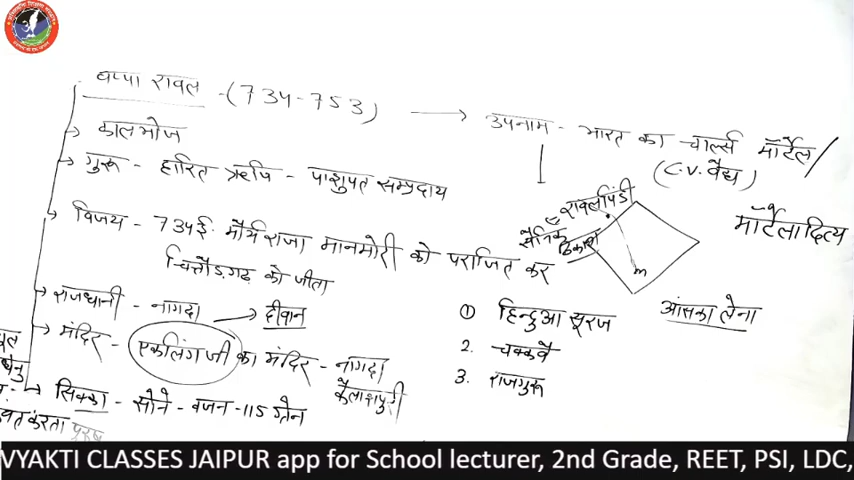 बप्पा रावल - (734-753) → उपनाम - भारत का चार्ल्स मॉर्टेल/
कालभोज
(C.V. वैद्य)
मॉर्टेलादित्य
गुरु - हारित ऋषि - पाशुपत सम्प्रदाय
रावलपिंडी
सैनिक
ठिकाना
विजय - 734ई. मौर्य राजा मानमोरी को पराजित कर
चित्तौड़गढ़ को जीता
राजधानी - नागदा
→ दीवान
मंदिर - एकलिंग जी का मंदिर - नागदा
कैलाशपुरी
सिक्का - सोने - वजन - 115 ग्रेन
① हिन्दुआ सूरज
2. चक्कवै
3. राजगुरू
आंसका लेना
VYAKTI CLASSES JAIPUR app for School lecturer, 2nd Grade, REET, PSI, LDC,